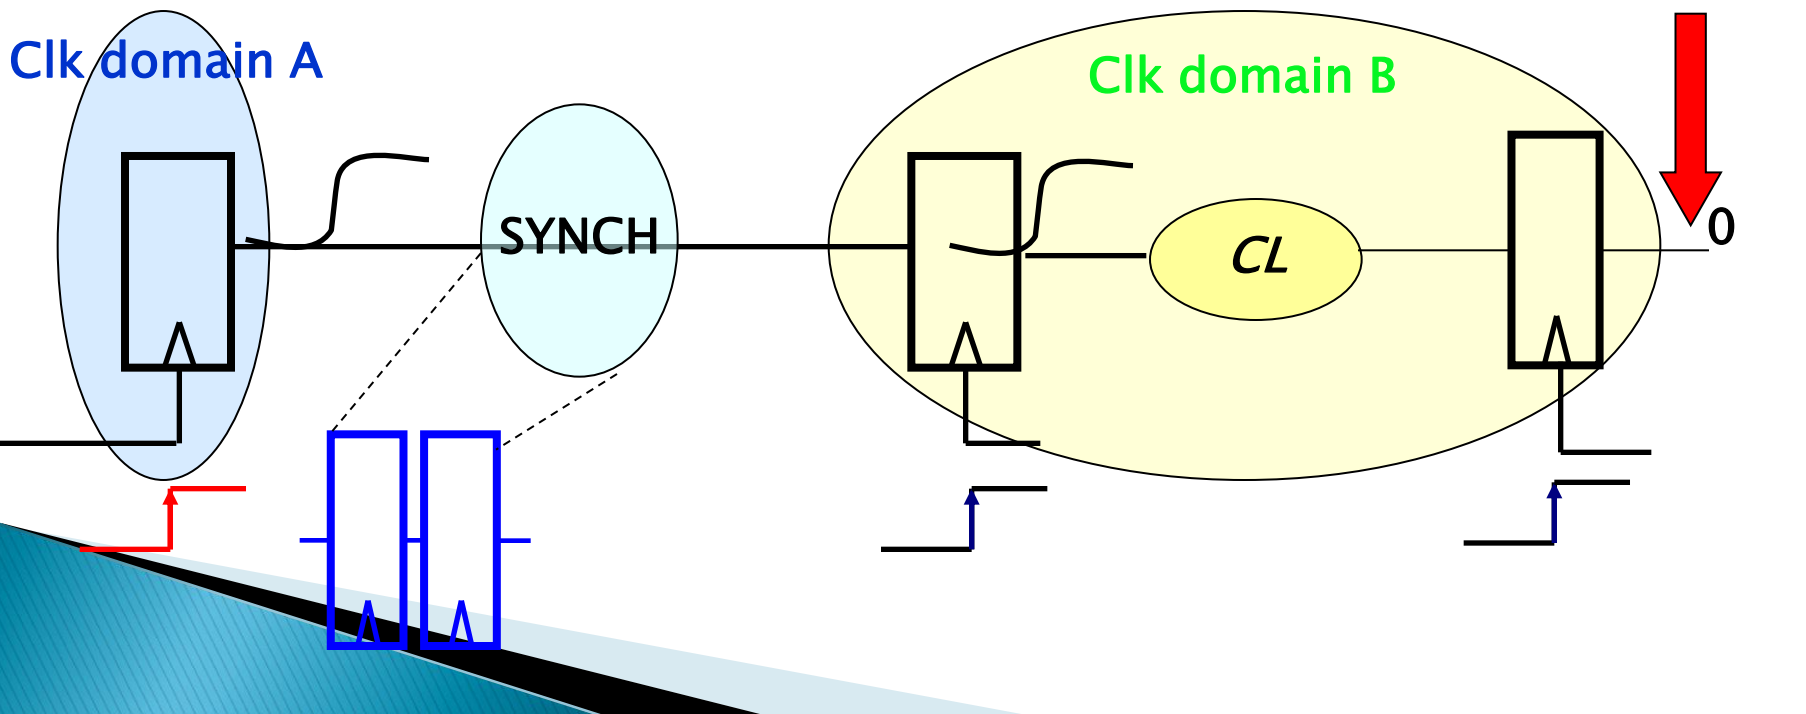 Clk domain A
Clk domain B
SYNCH
CL
0